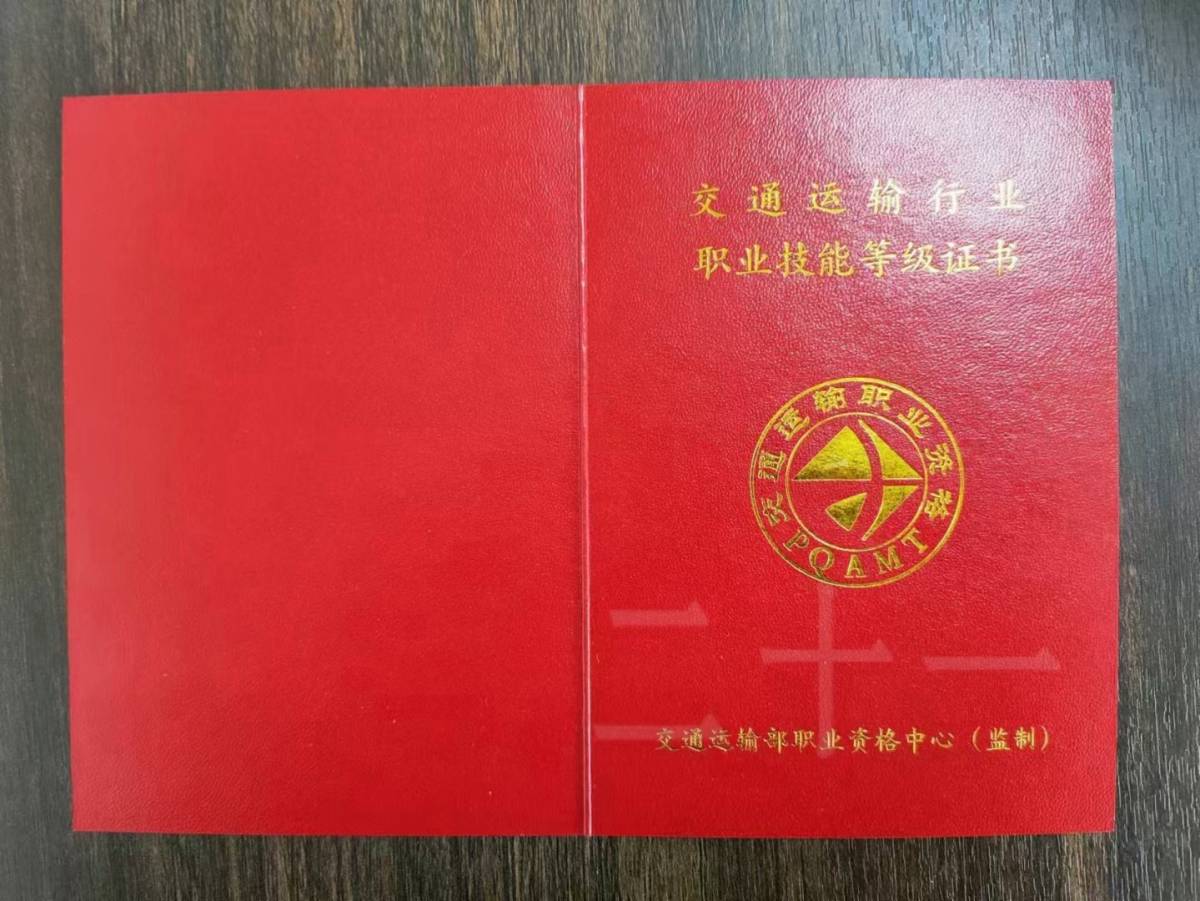 交通运输行业
职业技能等级证书
交通运输职业资格
PQAMT
二十一
交通运输部职业资格中心（监制）